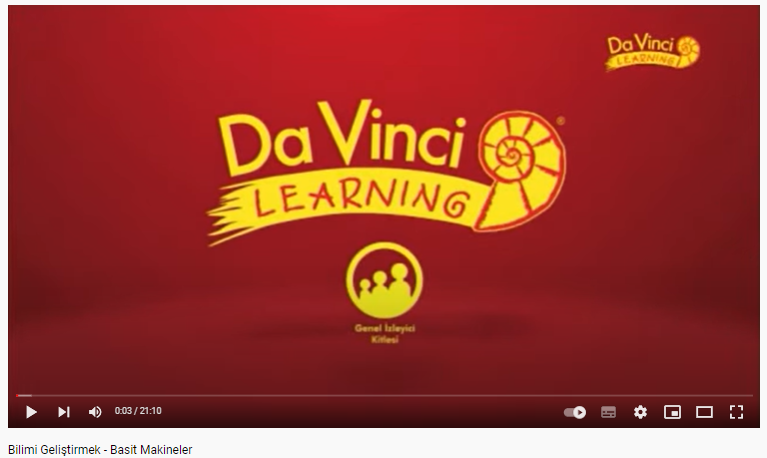 Da Vinci
LEARNING
Da Vinci
LEARNING
®
Genel İzleyici
Kitlesi
0:03 / 21:10
Bilimi Geliştirmek - Basit Makineler